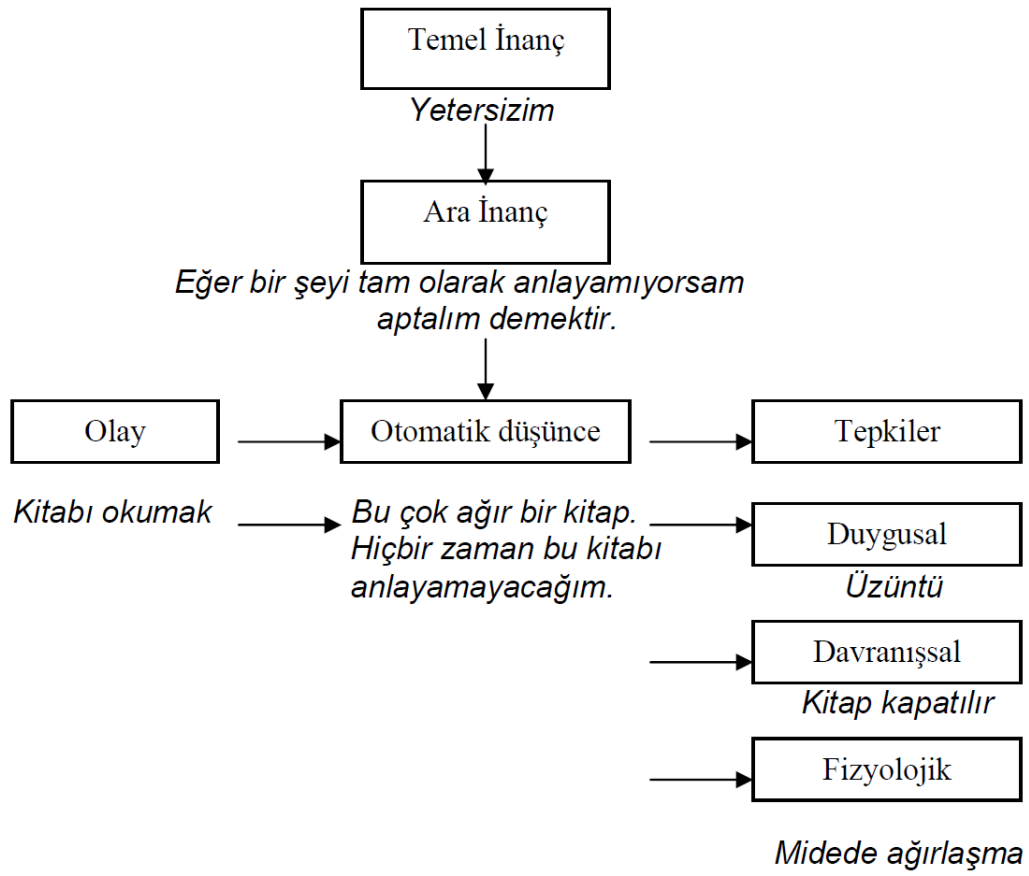 Temel İnanç
Yetersizim
Ara İnanç
Eğer bir şeyi tam olarak anlayamıyorsam
aptalım demektir.
Olay
Otomatik düşünce
Tepkiler
Kitabı okumak
Bu çok ağır bir kitap.
Hiçbir zaman bu kitabı
anlayamayacağım.
Duygusal
Üzüntü
Davranışsal
Kitap kapatılır
Fizyolojik
Midede ağırlaşma